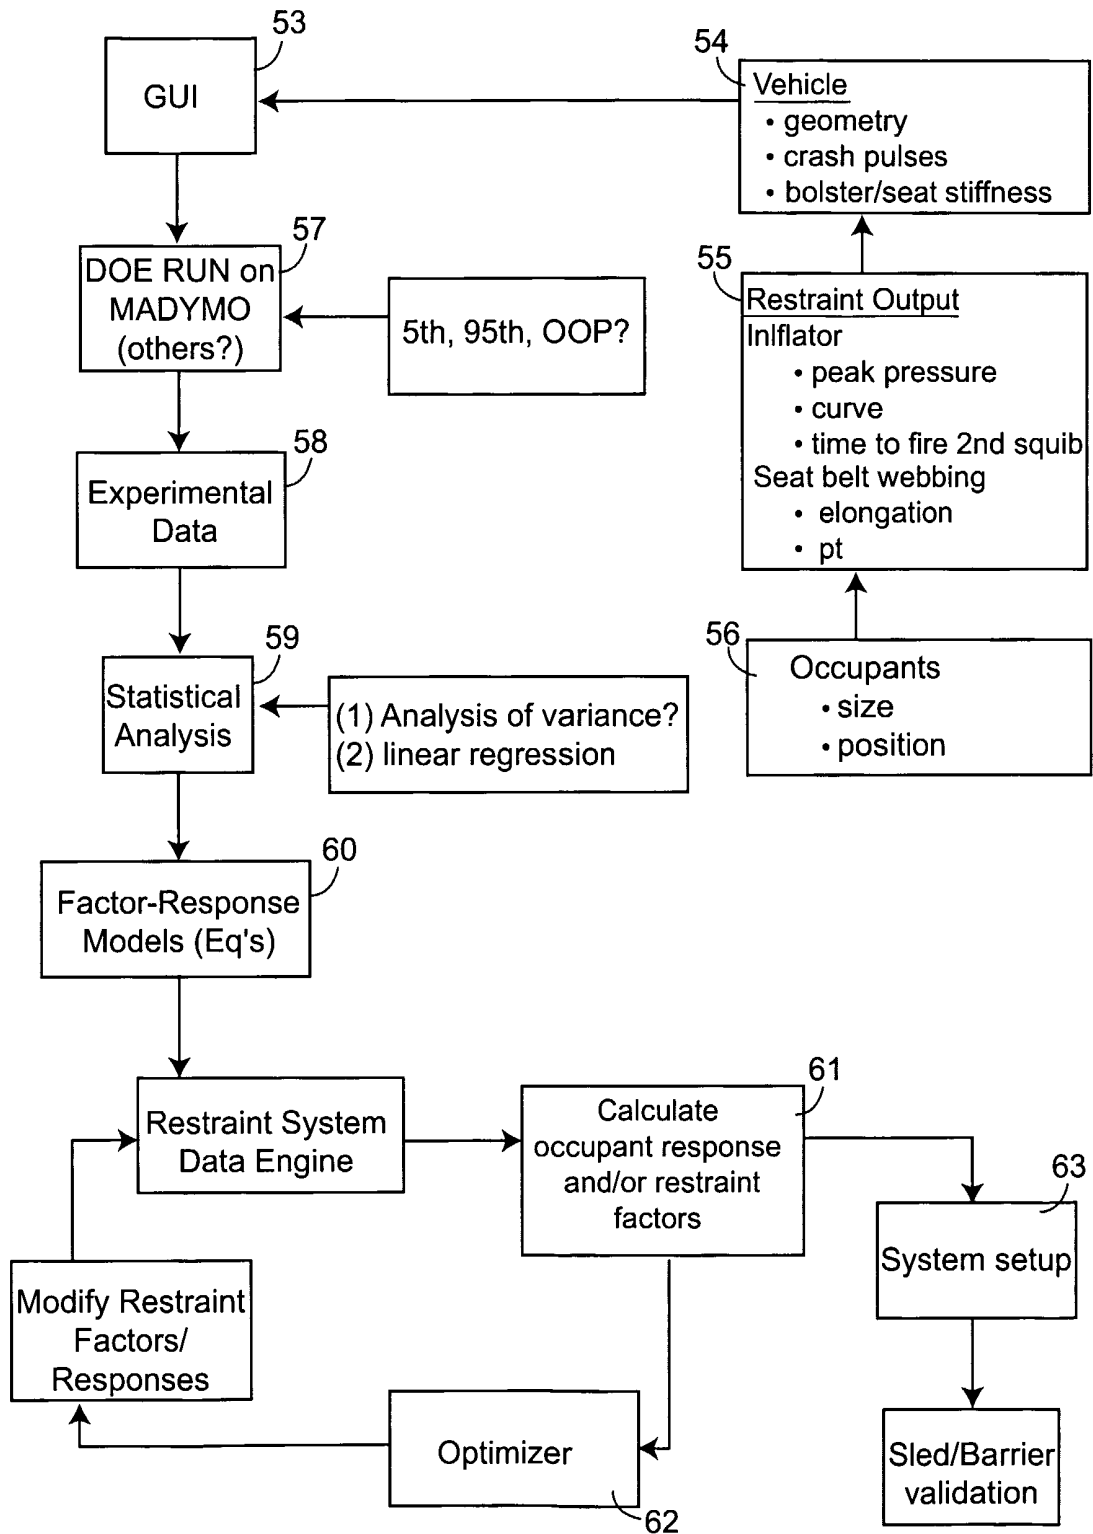 53
GUI
54
Vehicle
• geometry
• crash pulses
• bolster/seat stiffness
57
DOE RUN on
MADYMO
(others?)
5th, 95th, OOP?
55
Restraint Output
Inlflator
• peak pressure
• curve
• time to fire 2nd squib
Seat belt webbing
• elongation
• pt
58
Experimental
Data
56
Occupants
• size
• position
59
Statistical
Analysis
(1) Analysis of variance?
(2) linear regression
60
Factor-Response
Models (Eq's)
Restraint System
Data Engine
61
Calculate
occupant response
and/or restraint
factors
63
System setup
Modify Restraint
Factors/
Responses
Optimizer
62
Sled/Barrier
validation